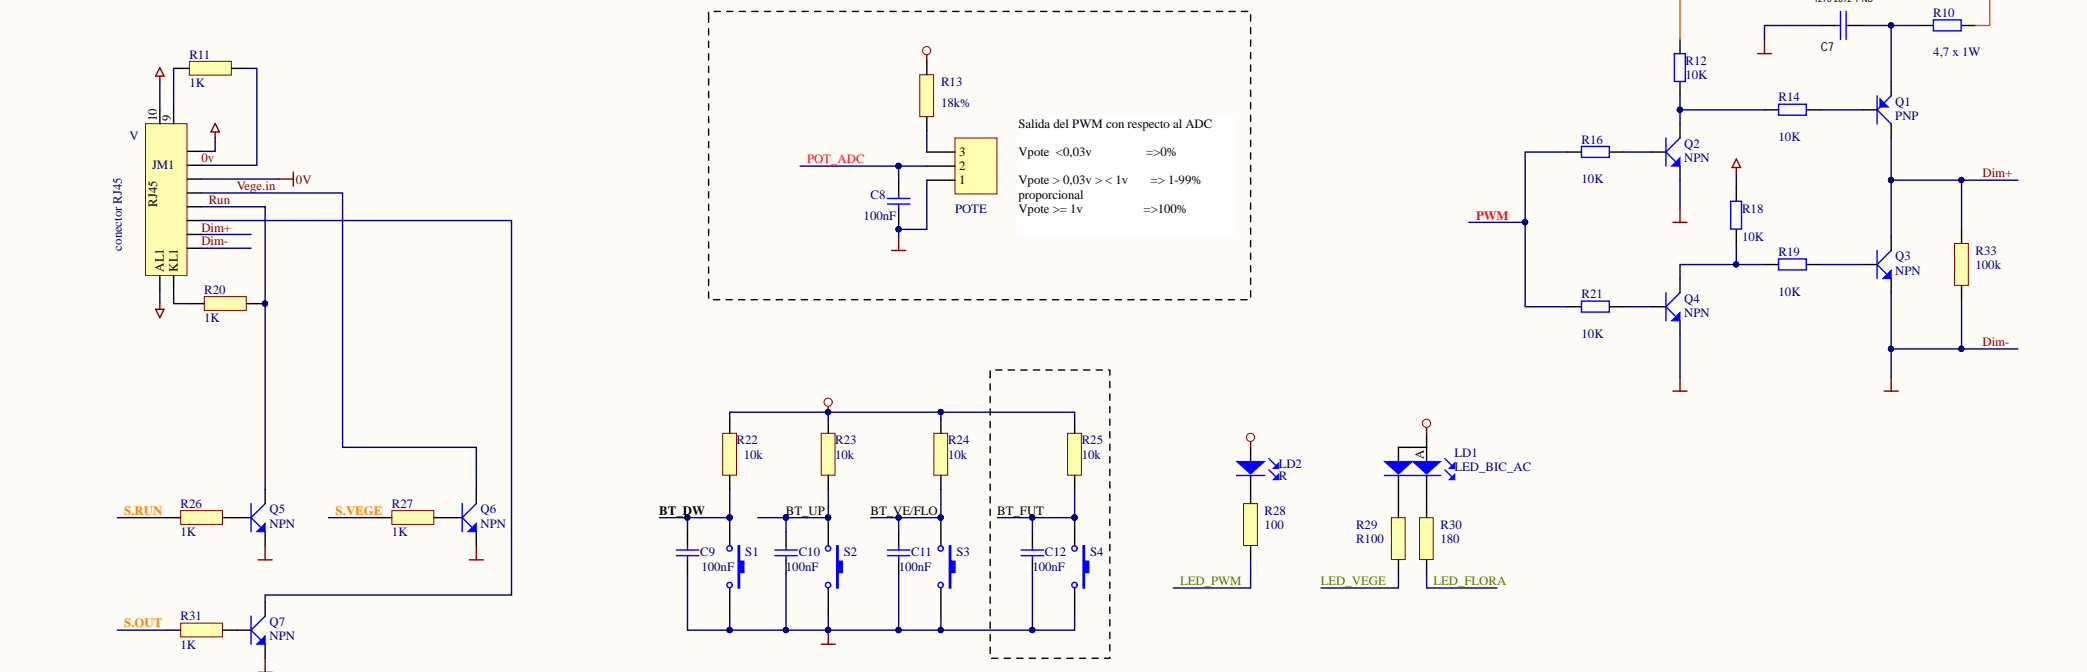 R11
1K
10
9
V
JM1
RJ45
conector RJ45
0v
0V
Vege.in
Run
Dim+
Dim-
AL1
KL1
R20
1K
S.RUN
R26
1K
Q5
NPN
S.VEGE
R27
1K
Q6
NPN
S.OUT
R31
1K
Q7
NPN
R13
18k%
POT_ADC
3
2
1
C8
100nF
POTE
Salida del PWM con respecto al ADC
Vpote <0,03v =>0%
Vpote > 0,03v > < 1v => 1-99%
proporcional
Vpote >= 1v =>100%
R22
10k
R23
10k
R24
10k
R25
10k
BT_DW
BT_UP
BT_VE/FLO
BT_FUT
C9
100nF
S1
C10
100nF
S2
C11
100nF
S3
C12
100nF
S4
LD2
R
R28
100
LED_PWM
A
LD1
LED_BIC_AC
R29
R100
R30
180
LED_VEGE
LED_FLORA
C7
R10
4,7 x 1W
R12
10K
R14
10K
Q1
PNP
R16
10K
Q2
NPN
PWM
R18
10K
R19
10K
Q3
NPN
R21
10K
Q4
NPN
Dim+
R33
100k
Dim-